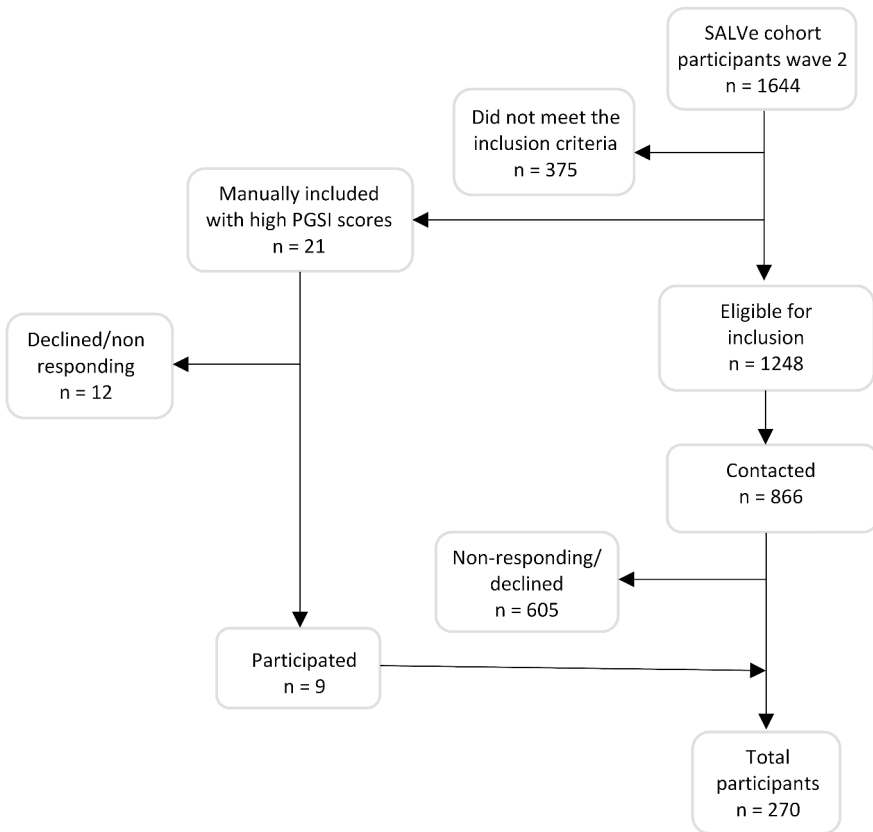 SALVe cohort
participants wave 2
n = 1644
Did not meet the
inclusion criteria
n = 375
Manually included
with high PGSI scores
n = 21
Eligible for
inclusion
n = 1248
Declined/non
responding
n = 12
Contacted
n = 866
Non-responding/
declined
n = 605
Participated
n = 9
Total
participants
n = 270